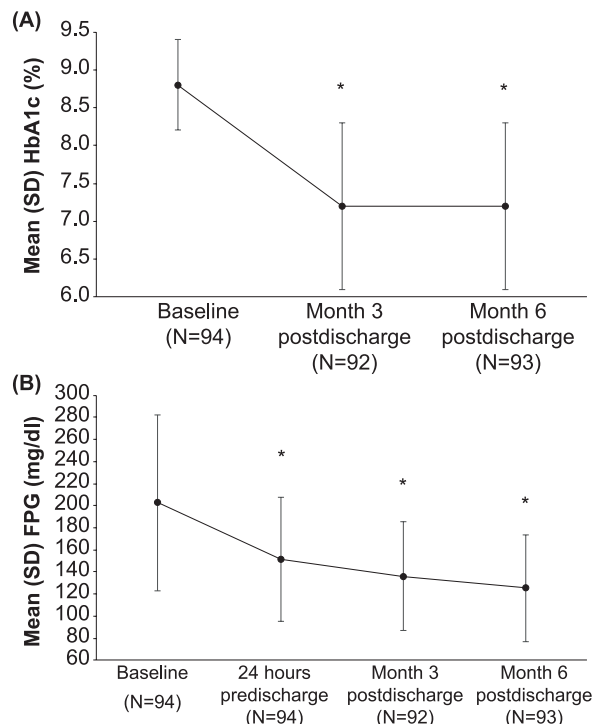 (A)
Mean (SD) HbA1c (%)
9.5
9.0
8.5
8.0
7.5
7.0
6.5
6.0
*
*
Baseline
(N=94)
Month 3
postdischarge
(N=92)
Month 6
postdischarge
(N=93)
(B)
Mean (SD) FPG (mg/dl)
300
280
260
240
220
200
180
160
140
120
100
80
60
*
*
*
Baseline
(N=94)
24 hours
predischarge
(N=94)
Month 3
postdischarge
(N=92)
Month 6
postdischarge
(N=93)